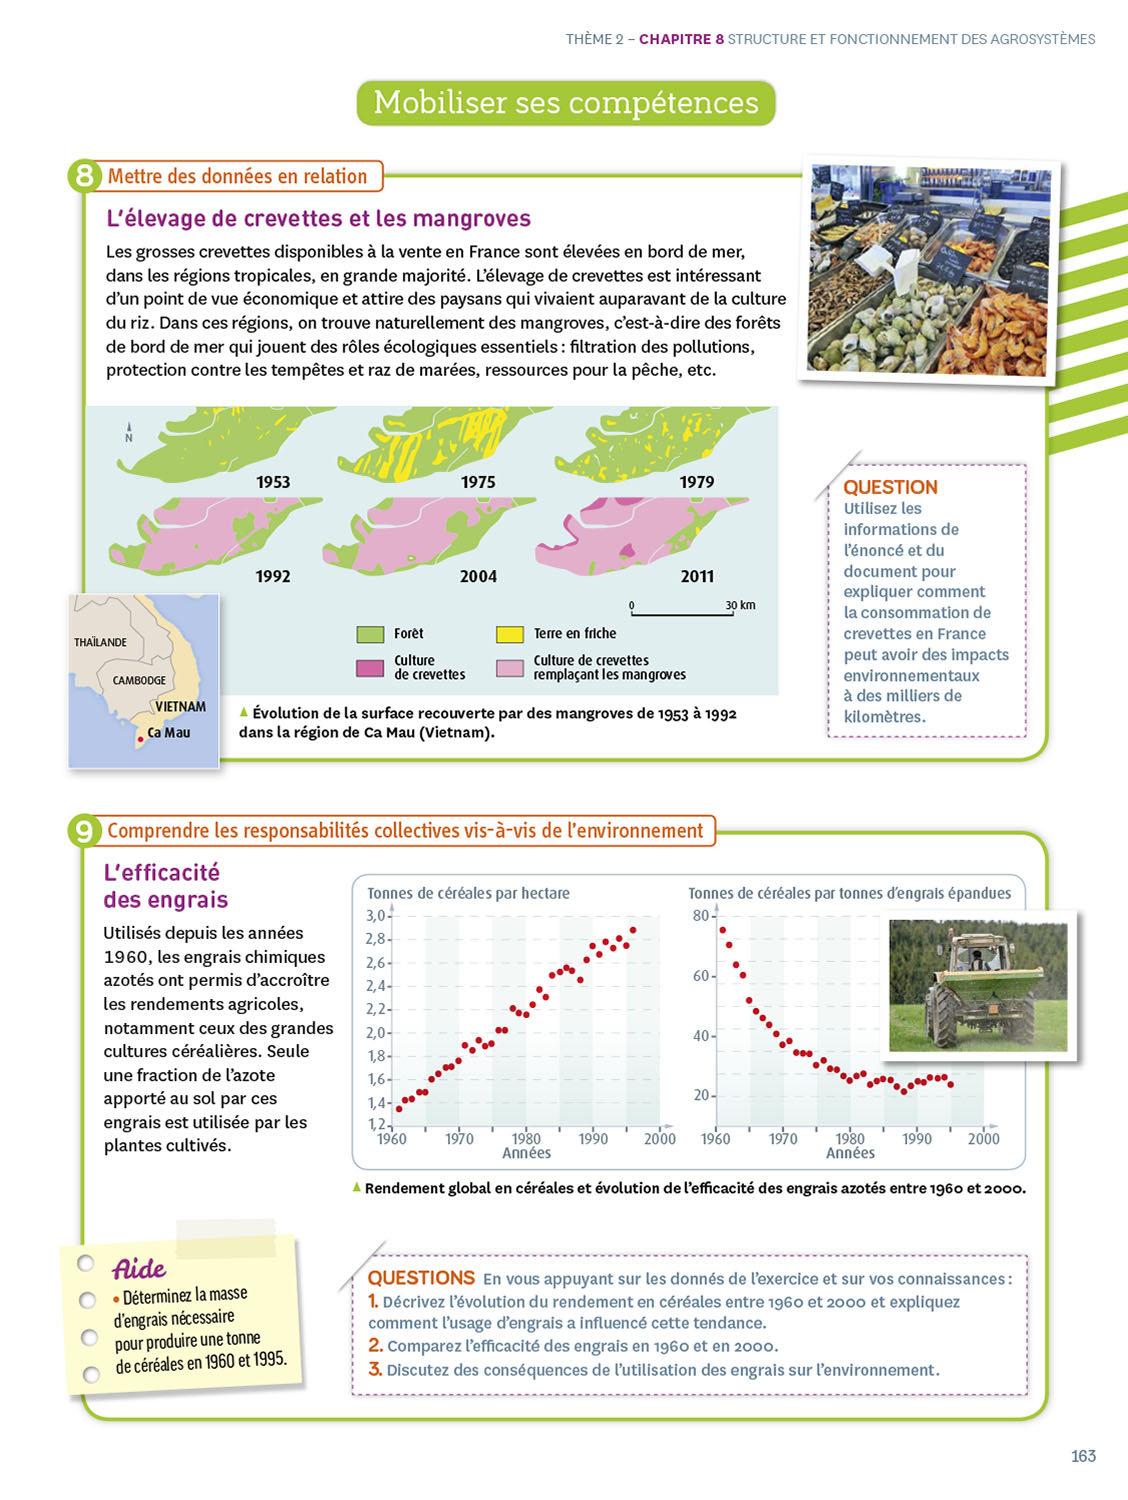 THÈME 2 – CHAPITRE 8 STRUCTURE ET FONCTIONNEMENT DES AGROSYSTÈMES
Mobiliser ses compétences
8 Mettre des données en relation
L'élevage de crevettes et les mangroves
Les grosses crevettes disponibles à la vente en France sont élevées en bord de mer,
dans les régions tropicales, en grande majorité. L'élevage de crevettes est intéressant
d'un point de vue économique et attire des paysans qui vivaient auparavant de la culture
du riz. Dans ces régions, on trouve naturellement des mangroves, c'est-à-dire des forêts
de bord de mer qui jouent des rôles écologiques essentiels : filtration des pollutions,
protection contre les tempêtes et raz de marées, ressources pour la pêche, etc.
N
1953
1975
1979
1992
2004
2011
0 30 km
Forêt
Terre en friche
Culture
de crevettes
Culture de crevettes
remplaçant les mangroves
THAÏLANDE
CAMBODGE
VIETNAM
Ca Mau
Évolution de la surface recouverte par des mangroves de 1953 à 1992
dans la région de Ca Mau (Vietnam).
QUESTION
Utilisez les
informations de
l'énoncé et du
document pour
expliquer comment
la consommation de
crevettes en France
peut avoir des impacts
environnementaux
à des milliers de
kilomètres.
9 Comprendre les responsabilités collectives vis-à-vis de l'environnement
L'efficacité
des engrais
Utilisés depuis les années
1960, les engrais chimiques
azotés ont permis d'accroître
les rendements agricoles,
notamment ceux des grandes
cultures céréalières. Seule
une fraction de l'azote
apporté au sol par ces
engrais est utilisée par les
plantes cultivés.
Tonnes de céréales par hectare
3,0
2,8
2,6
2,4
2,2
2,0
1,8
1,6
1,4
1,2
1960 1970 1980 1990 2000
Années
Tonnes de céréales par tonnes d'engrais épandues
80
60
40
20
1960 1970 1980 1990 2000
Années
Rendement global en céréales et évolution de l'efficacité des engrais azotés entre 1960 et 2000.
Aide
• Déterminez la masse
d'engrais nécessaire
pour produire une tonne
de céréales en 1960 et 1995.
QUESTIONS En vous appuyant sur les donnés de l'exercice et sur vos connaissances :
1. Décrivez l'évolution du rendement en céréales entre 1960 et 2000 et expliquez
comment l'usage d'engrais a influencé cette tendance.
2. Comparez l'efficacité des engrais en 1960 et en 2000.
3. Discutez des conséquences de l'utilisation des engrais sur l'environnement.
163